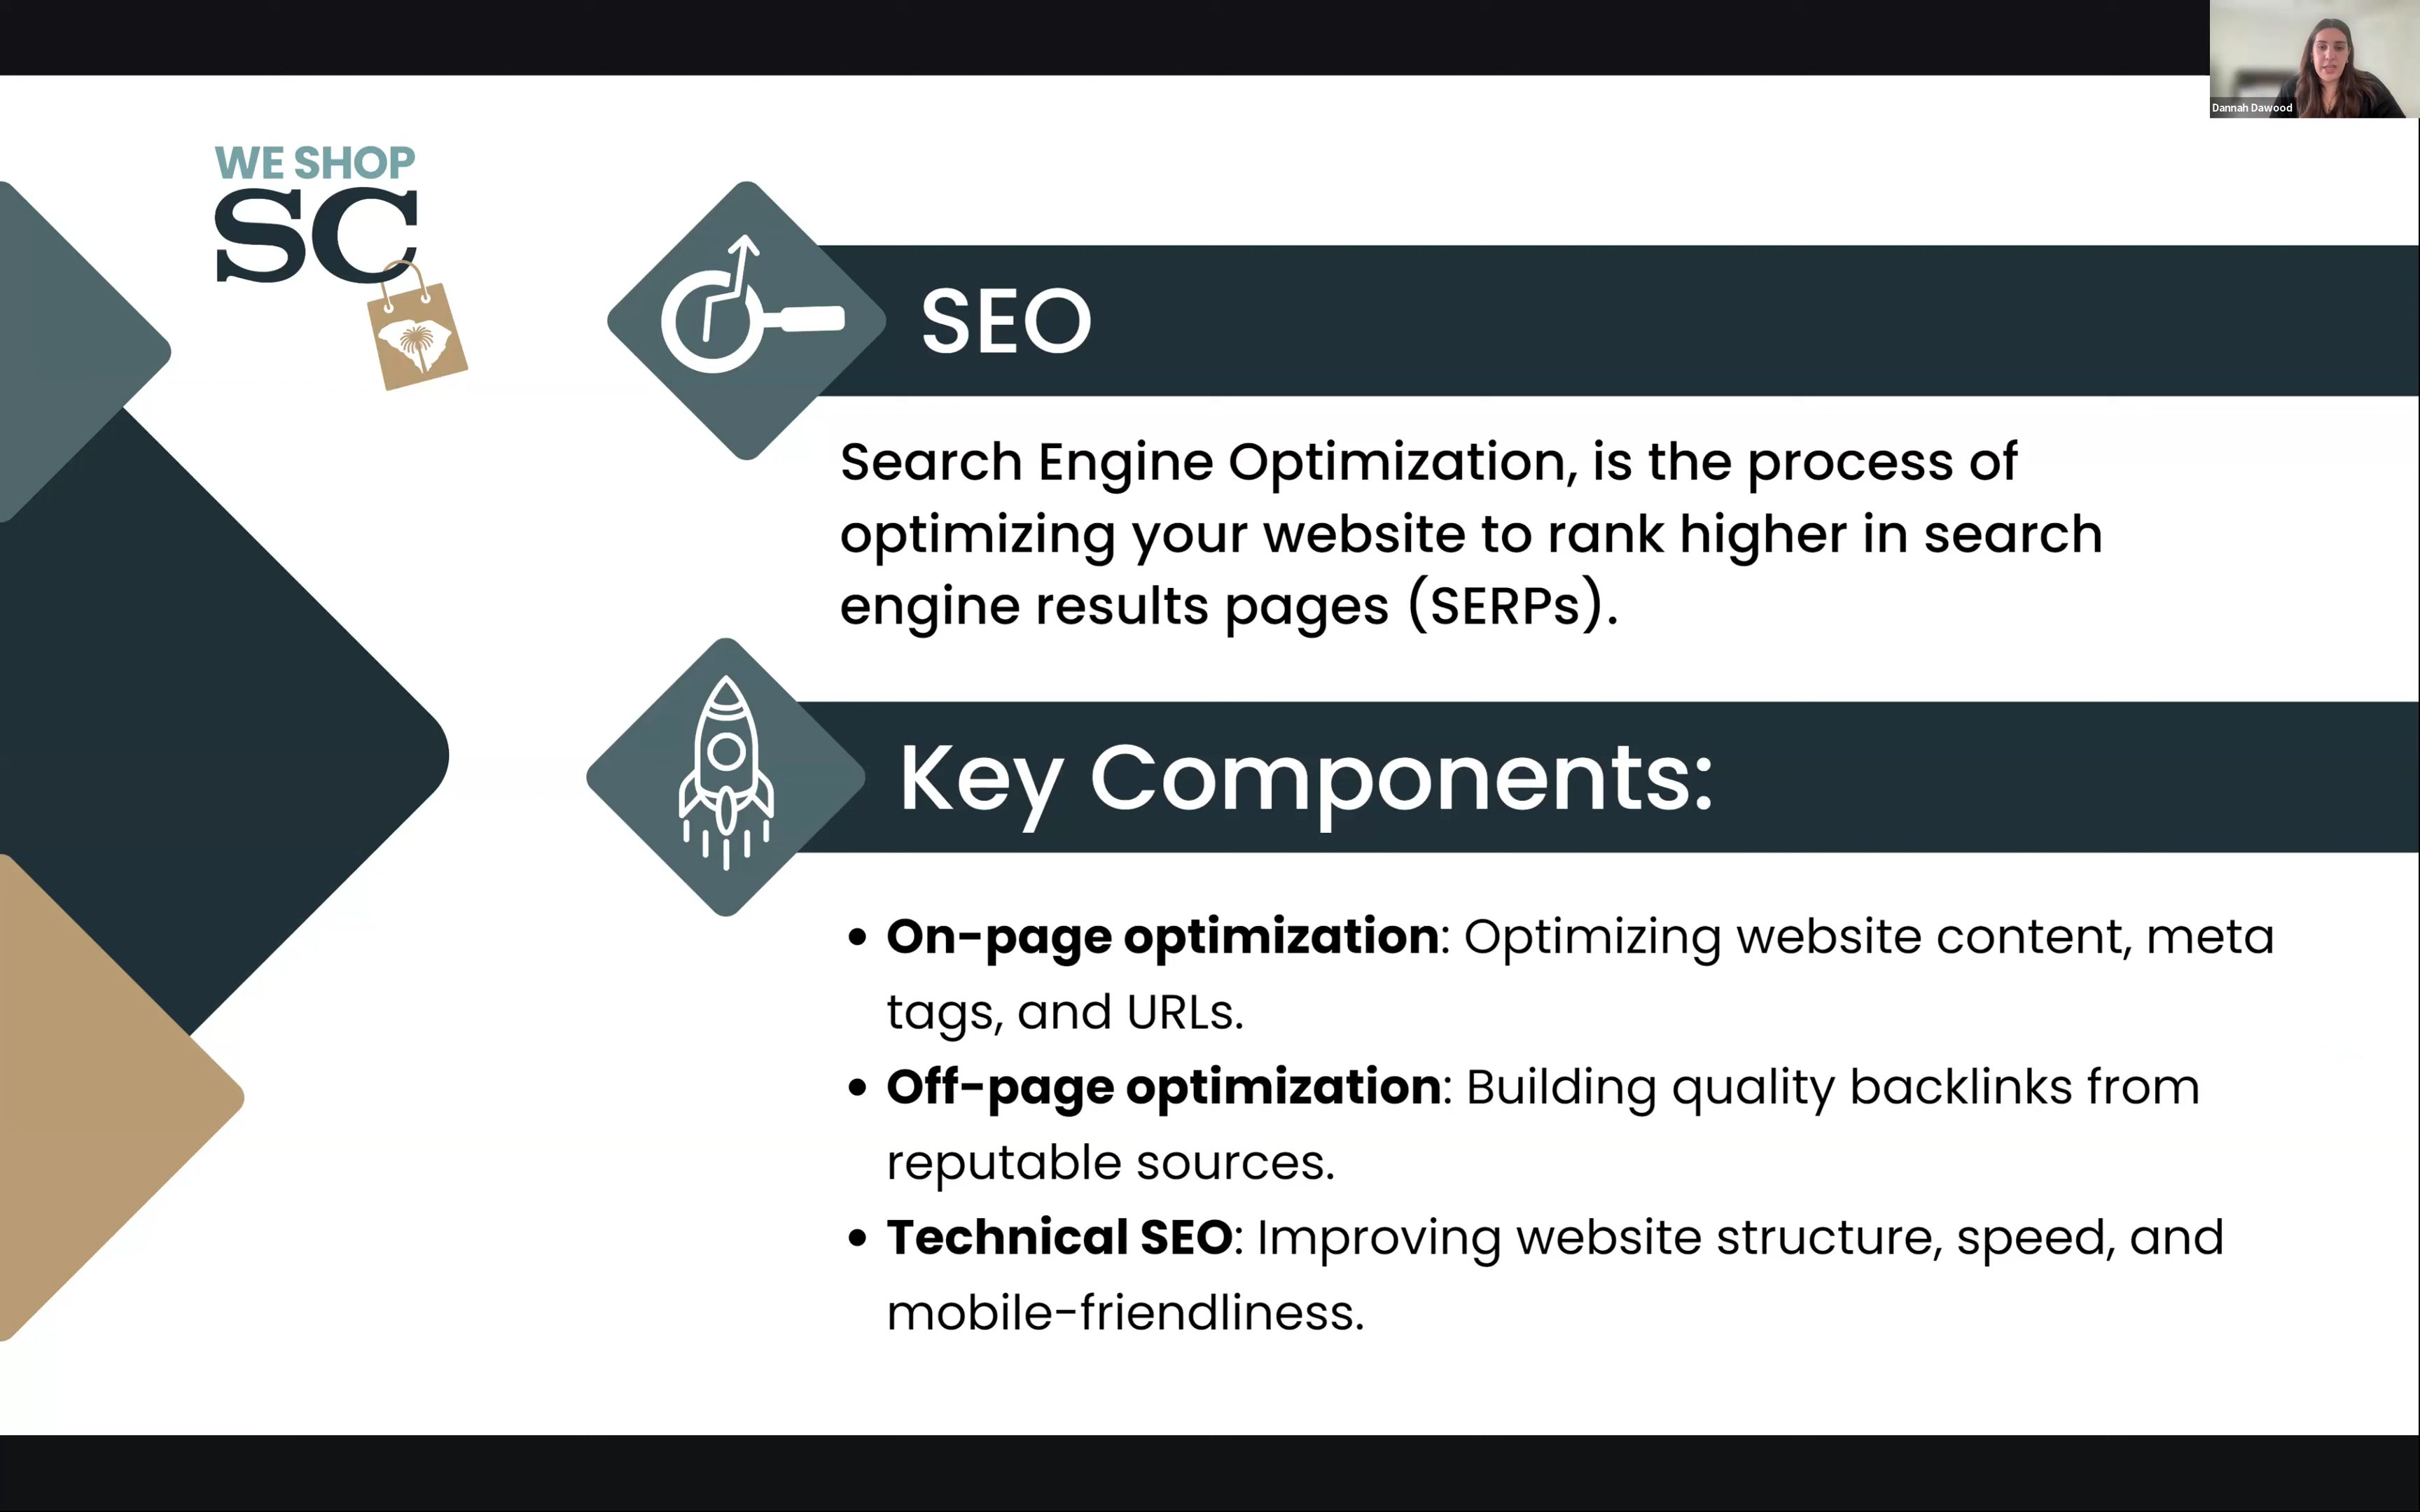 Dannah Dawood
WE SHOP
SC
SEO
Search Engine Optimization, is the process of
optimizing your website to rank higher in search
engine results pages (SERPs).
Key Components:
• On-page optimization: Optimizing website content, meta
tags, and URLs.
• Off-page optimization: Building quality backlinks from
reputable sources.
• Technical SEO: Improving website structure, speed, and
mobile-friendliness.